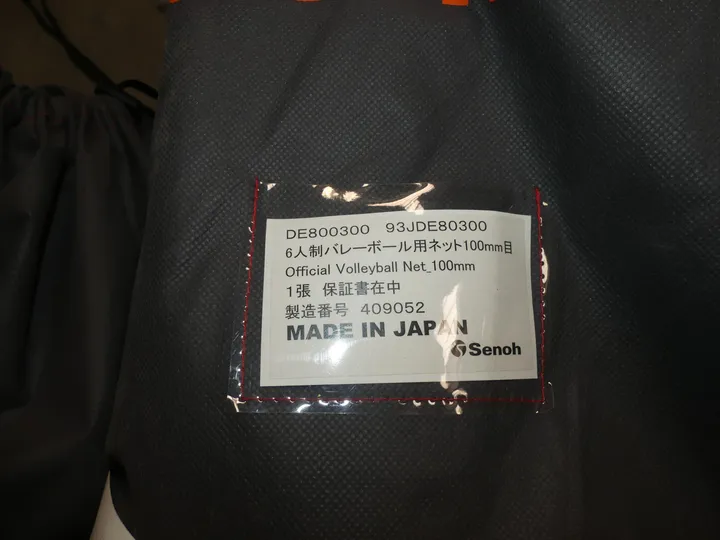 DE800300 93JDE80300
6人制バレーボール用ネット100mm目
Official Volleyball Net_100mm
1張 保証書在中
製造番号 409052
MADE IN JAPAN
Senoh